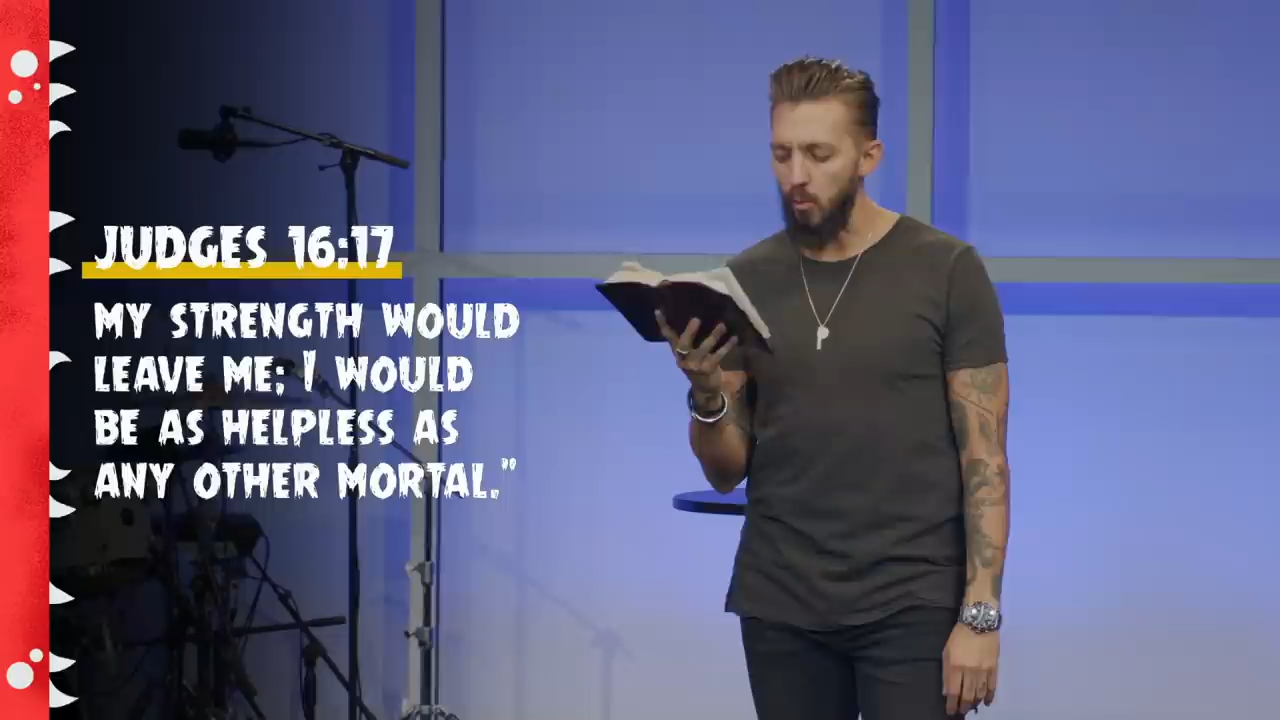 JUDGES 16:17
MY STRENGTH WOULD
LEAVE ME; I WOULD
BE AS HELPLESS AS
ANY OTHER MORTAL."